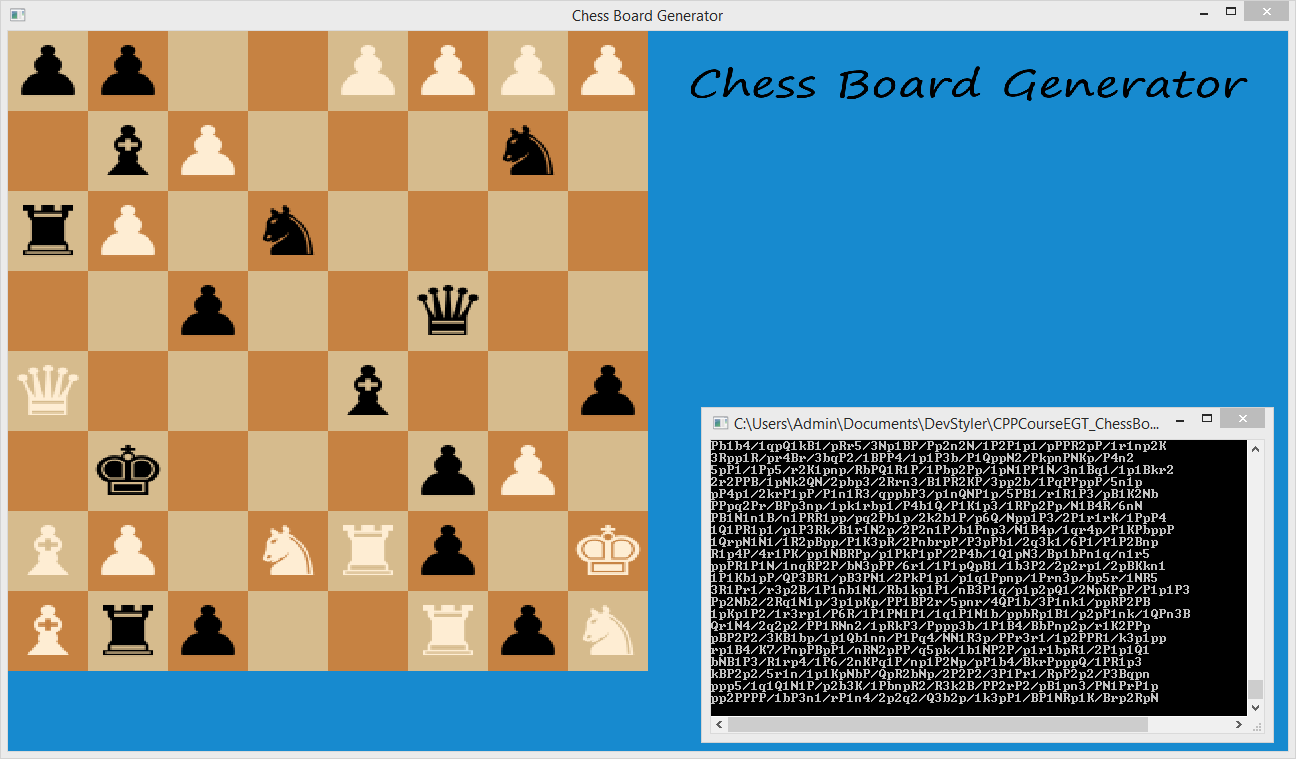 Chess Board Generator
Chess Board Generator
C:\Users\Admin\Documents\DevStyler\CPPCourseEGT_ChessBo...
Pb1b4/1qpQ1kB1/pRr5/3Np1BP/Pp2n2N/1P2P1p1/pPPR2pP/1r1np2K
3Rpp1R/pr4Br/3bqP2/1BPP4/1p1P3b/P1QppN2/PkpnPNKp/P4n2
5pP1/1Pp5/r2K1pnp/RbPQ1R1P/1Pbp2Pp/1pN1PP1N/3n1Bq1/1p1Bkr2
2r2PPB/1pNk2QN/2pbp3/2Rrn3/B1PR2KP/3pp2b/1PqPPppP/5n1p
pP4p1/2krP1pP/P1n1R3/qppbP3/p1nQNP1p/5PB1/r1R1P3/pB1K2Nb
PPpq2Pr/BPp3np/1pk1rbp1/P4b1Q/P1K1p3/1RPp2Pp/N1B4R/6nN
PB1N1n1B/n1PRR1pp/pq2Pb1p/2k2b1P/p6Q/Npp1P3/2P1r1rK/1PpP4
1Q1PR1p1/p1P3Rk/B1r1N2p/2P2n1P/b1Pnp3/N1B4p/1qr4p/P1KPbppP
1QrpN1N1/1R2pBpp/P1K3pR/2PnbrpP/P3pPb1/2q3k1/6P1/P1P2Bnp
R1p4P/4r1PK/pp1NBRPp/p1PkP1pP/2P4b/1Q1pN3/Bp1bPn1q/n1r5
ppPR1P1N/1nqRP2P/bN3pPP/6r1/1P1pQpB1/1b3P2/2p2rp1/2pBKkn1
1P1Kb1pP/QP3BR1/pB3PN1/2PkP1p1/p1q1Ppnp/1Prn3p/bp5r/1NR5
3R1Pr1/r3p2B/1P1nb1N1/Rb1kp1P1/nB3P1q/p1p2pQ1/2NpKPpP/P1p1P3
Pp2Nb2/2Rq1N1p/3p1pKp/PP1BP2r/5pnr/4QP1b/3P1nk1/ppRP2PB
1pKp1P2/1r3rp1/P6R/1P1PN1P1/1q1P1N1b/ppbRp1B1/p2pP1nk/1QPn3B
Qr1N4/2q2p2/PP1RNn2/1pRkP3/Pppp3b/1P1B4/BbPnp2p/r1K2PPp
pBP2P2/3KB1bp/1p1Qb1nn/P1Pq4/NN1R3p/PPr3r1/1p2PPR1/k3p1pp
rp1B4/K7/PnpPBpP1/nRN2pPP/q5pk/1b1NP2P/p1r1bpR1/2P1p1Q1
bNB1P3/R1rp4/1P6/2nKPq1P/np1P2Np/pP1b4/BkrPpppQ/1PR1p3
kBP2p2/5r1n/1p1KpNbP/QpR2bNp/2P2P2/3P1Pr1/RpP2p2/P3Bqpn
ppp5/1q1Q1N1P/p2b3K/1PbnpR2/R3k2B/PP2rP2/pB1pn3/PN1PrP1p
pp2PPPP/1bP3n1/rP1n4/2p2q2/Q3b2p/1k3pP1/BP1NRp1K/Brp2RpN